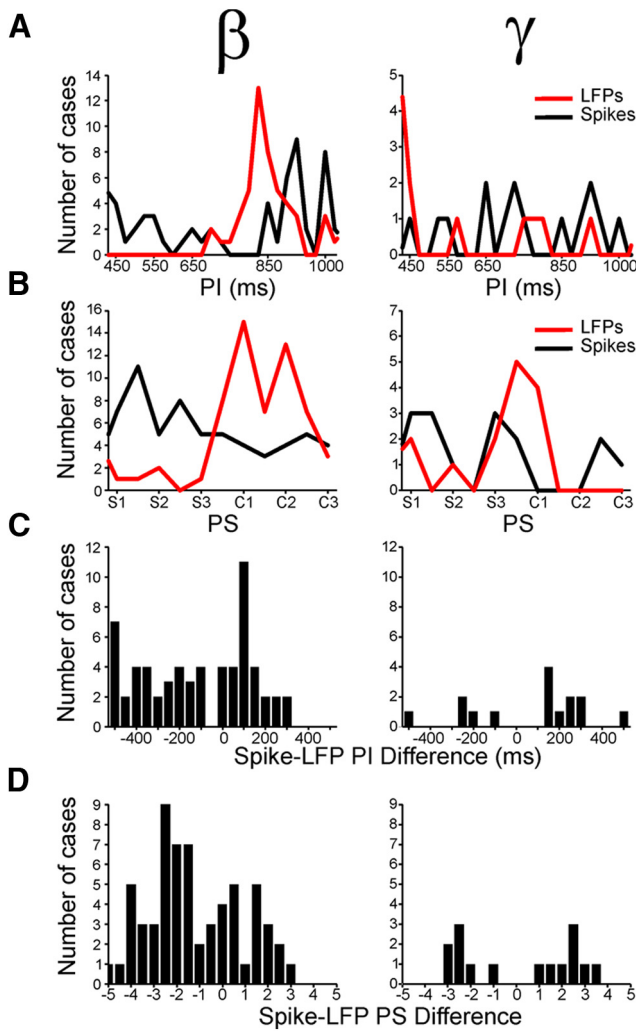 A
β
γ
Number of cases
14
12
10
8
6
4
2
0
450 550 650 850 1000
PI (ms)
5
4
3
2
1
0
450 550 650 850 1000
PI (ms)
LFPs
Spikes
B
Number of cases
16
14
12
10
8
6
4
2
0
S1 S2 S3 C1 C2 C3
PS
7
6
5
4
3
2
1
0
S1 S2 S3 C1 C2 C3
PS
LFPs
Spikes
C
Number of cases
12
10
8
6
4
2
0
-400 -200 0 200 400
12
10
8
6
4
2
0
-400 -200 0 200 400
Spike-LFP PI Difference (ms)
D
Number of cases
9
8
7
6
5
4
3
2
1
0
-5 -4 -3 -2 -1 0 1 2 3 4 5
9
8
7
6
5
4
3
2
1
0
-5 -4 -3 -2 -1 0 1 2 3 4 5
Spike-LFP PS Difference